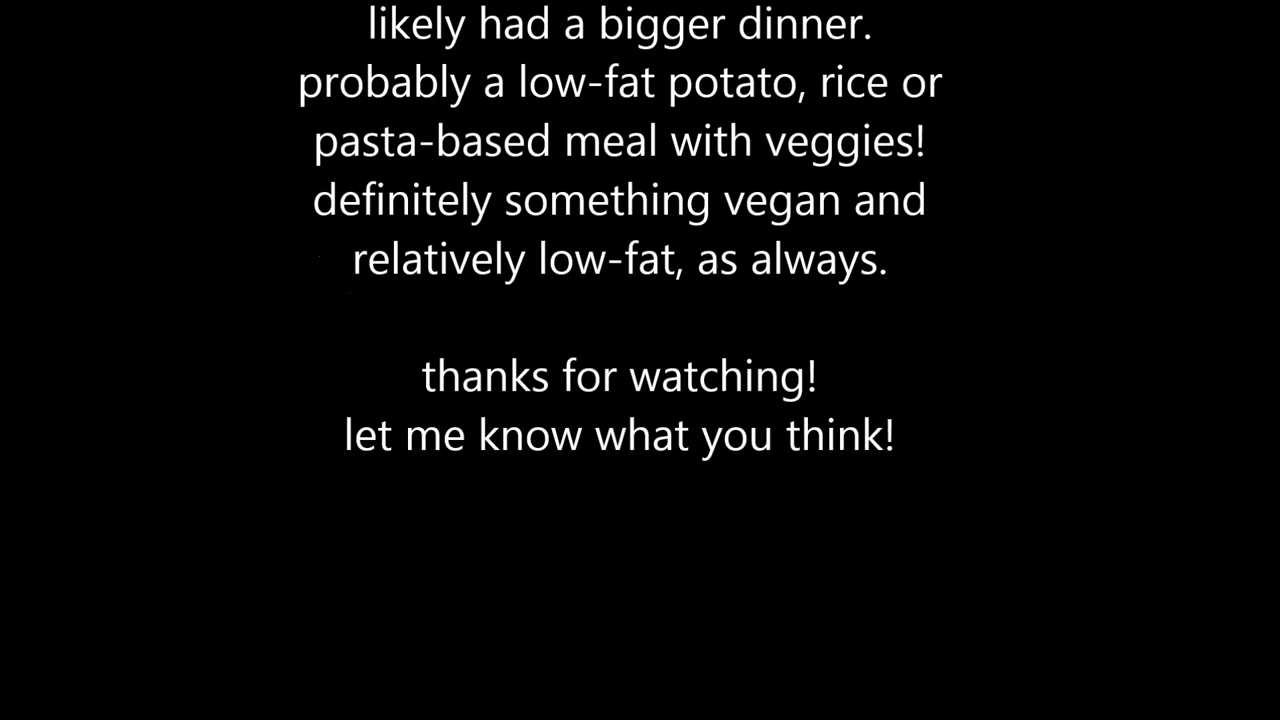 likely had a bigger dinner.
probably a low-fat potato, rice or
pasta-based meal with veggies!
definitely something vegan and
relatively low-fat, as always.
thanks for watching!
let me know what you think!